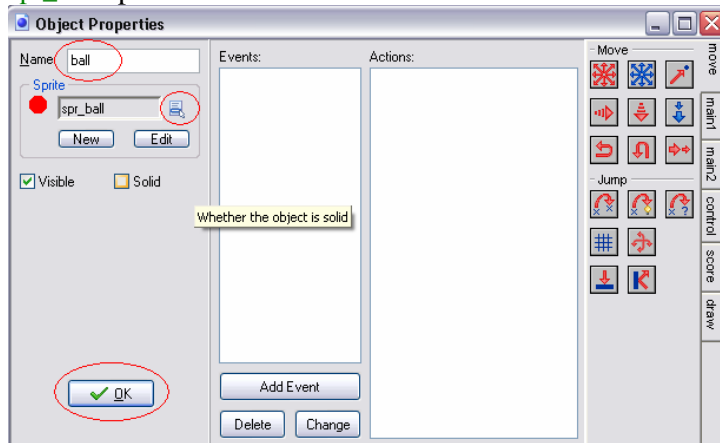 Object Properties
Name: ball
Sprite
spr_ball
New Edit
Visible Solid
Whether the object is solid
OK
Events:
Add Event
Delete Change
Actions:
Move
Jump
move
main1
main2
control
score
draw